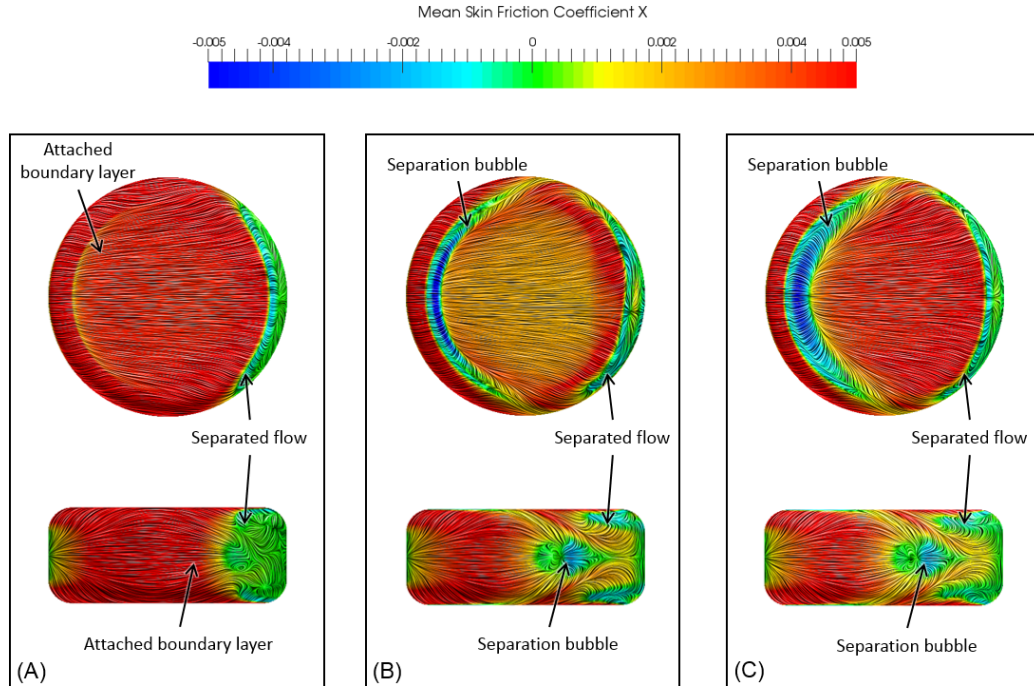 Mean Skin Friction Coefficient X
-0.005 -0.004 -0.002 0 0.002 0.004 0.005
Attached
boundary layer
Separated flow
Attached boundary layer
(A)
Separation bubble
Separated flow
Separation bubble
(B)
Separation bubble
Separated flow
Separation bubble
(C)